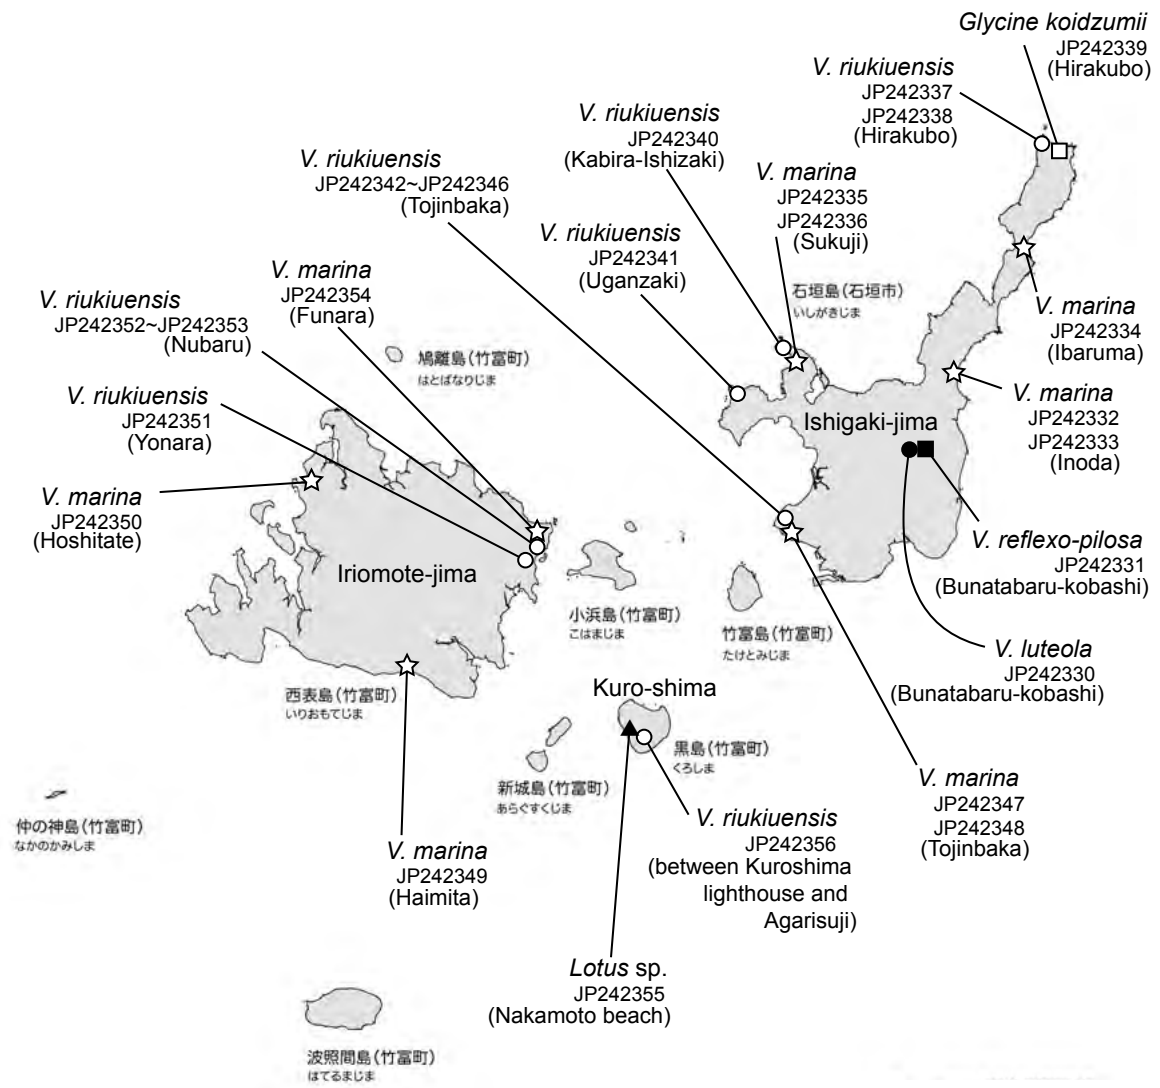 Glycine koidzumii
JP242339
(Hirakubo)
V. riukiuensis
JP242337
JP242338
(Hirakubo)
V. riukiuensis
JP242340
(Kabira-Ishizaki)
V. riukiuensis
JP242342~JP242346
(Tojinbaka)
V. marina
JP242335
JP242336
(Sukuji)
V. riukiuensis
JP242341
(Uganzaki)
V. marina
JP242354
(Funara)
V. riukiuensis
JP242352~JP242353
(Nubaru)
石垣島(石垣市)
いしがきじま
V. marina
JP242334
(Ibaruma)
鳩離島(竹富町)
はとばなりじま
V. riukiuensis
JP242351
(Yonara)
V. marina
JP242332
JP242333
(Inoda)
Ishigaki-jima
V. marina
JP242350
(Hoshitate)
V. reflexo-pilosa
JP242331
(Bunatabaru-kobashi)
Iriomote-jima
小浜島(竹富町)
こはまじま
竹富島(竹富町)
たけとみじま
V. luteola
JP242330
(Bunatabaru-kobashi)
西表島(竹富町)
いりおもてじま
Kuro-shima
黒島(竹富町)
くろしま
新城島(竹富町)
あらぐすくじま
V. marina
JP242347
JP242348
(Tojinbaka)
仲の神島(竹富町)
なかのかみしま
V. riukiuensis
JP242356
(between Kuroshima
lighthouse and
Agarisuji)
V. marina
JP242349
(Haimita)
Lotus sp.
JP242355
(Nakamoto beach)
波照間島(竹富町)
はてるまじま